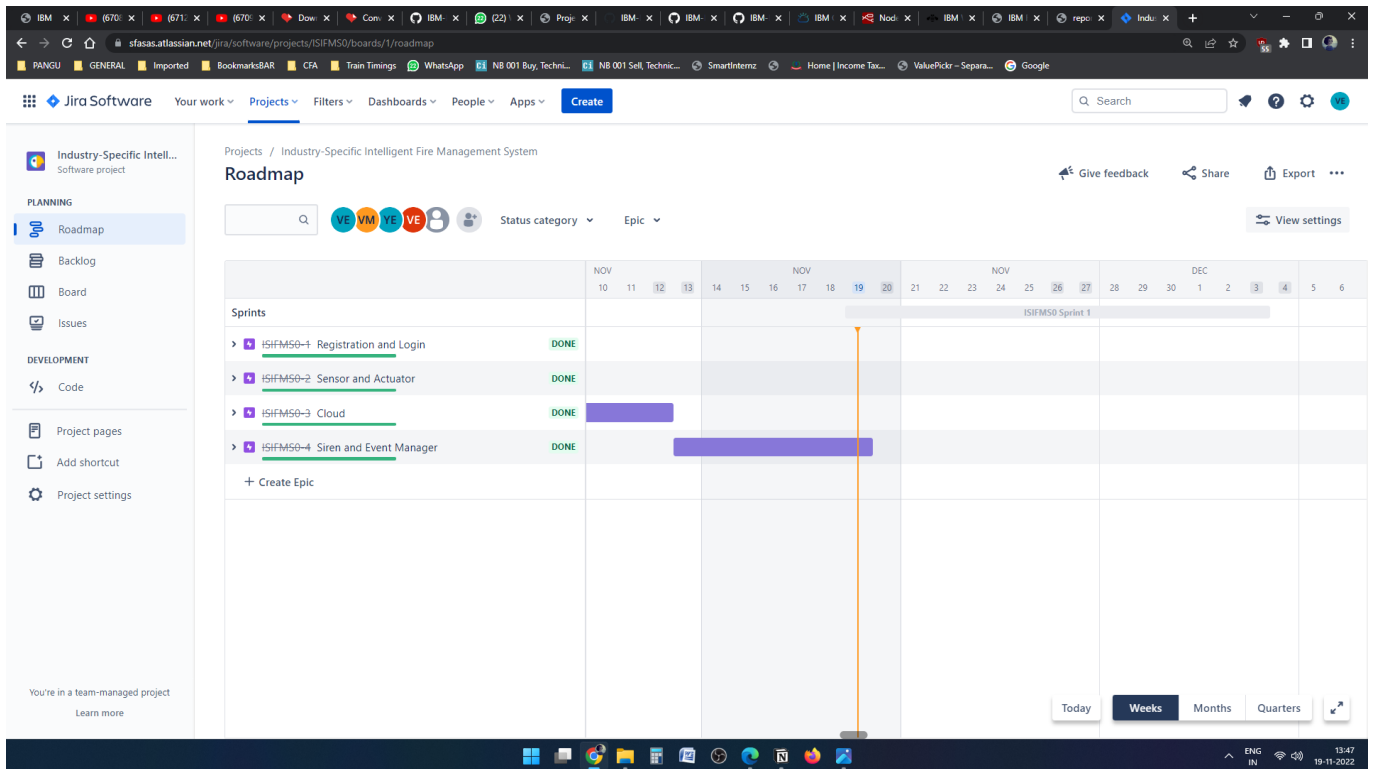 IBM (670 (671 (670 Dow Conv IBM- (22) Proje IBM- IBM- IBM- IBM Nod IBM IBM repo Indus
sfasas.atlassian.net/jira/software/projects/ISIFMS0/boards/1/roadmap
PANGU GENERAL Imported BookmarksBAR CFA Train Timings WhatsApp NB 001 Buy, Techni... NB 001 Sell, Technic... SmartInternz Home | Income Tax... ValuePickr – Separa... Google
Jira Software Your work Projects Filters Dashboards People Apps Create Search VE
Industry-Specific Intell...
Software project
PLANNING
Roadmap
Backlog
Board
Issues
DEVELOPMENT
Code
Project pages
Add shortcut
Project settings
You're in a team-managed project
Learn more
Projects / Industry-Specific Intelligent Fire Management System
Roadmap
Give feedback Share Export
VE VM YE VE Status category Epic View settings
NOV NOV NOV DEC
10 11 12 13 14 15 16 17 18 19 20 21 22 23 24 25 26 27 28 29 30 1 2 3 4 5 6
Sprints ISIFMS0 Sprint 1
ISIFMS0-1 Registration and Login DONE
ISIFMS0-2 Sensor and Actuator DONE
ISIFMS0-3 Cloud DONE
ISIFMS0-4 Siren and Event Manager DONE
+ Create Epic
Today Weeks Months Quarters
ENG 13:47
IN 19-11-2022